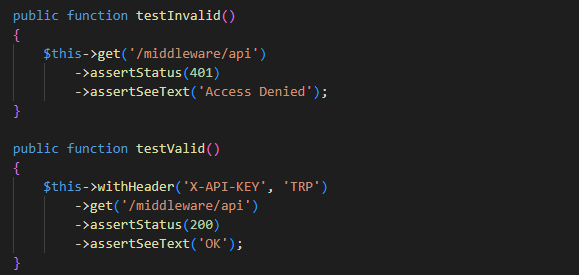 public function testInvalid()
{
    $this->get('/middleware/api')
        ->assertStatus(401)
        ->assertSeeText('Access Denied');
}

public function testValid()
{
    $this->withHeader('X-API-KEY', 'TRP')
        ->get('/middleware/api')
        ->assertStatus(200)
        ->assertSeeText('OK');
}